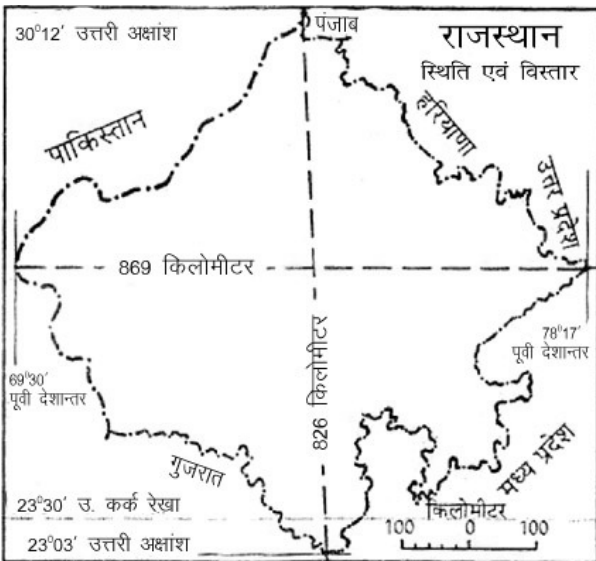 30°12′ उत्तरी अक्षांश
पंजाब
राजस्थान
स्थिति एवं विस्तार
पाकिस्तान
हरियाणा
उत्तर प्रदेश
869 किलोमीटर
826 किलोमीटर
78°17′
पूर्वी देशान्तर
69°30′
पूर्वी देशान्तर
गुजरात
मध्य प्रदेश
23°30′ उ. कर्क रेखा
किलोमीटर
100 0 100
23°03′ उत्तरी अक्षांश